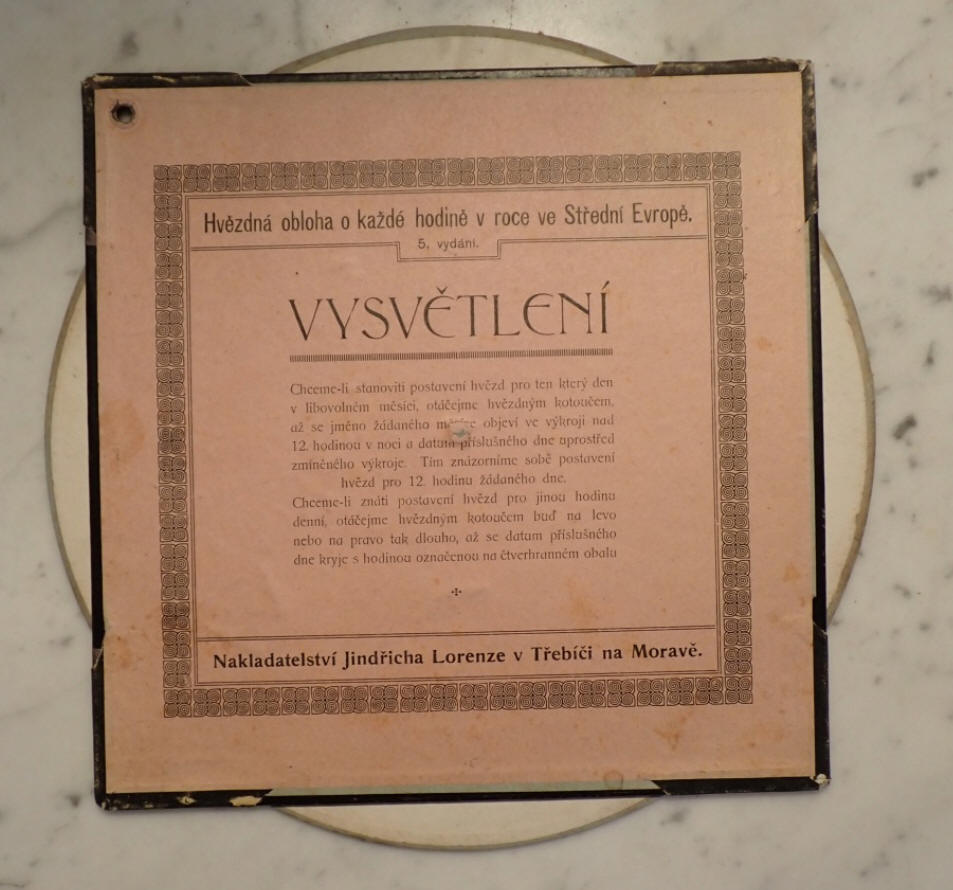 Hvězdná obloha o každé hodině v roce ve Střední Evropě.
5. vydání.
VYSVĚTLENÍ
Chceme-li stanoviti postavení hvězd pro ten který den
v libovolném měsíci, otáčejme hvězdným kotoučem,
až se jméno žádaného měsíce objeví ve výkroji nad
12. hodinou v noci a datum příslušného dne uprostřed
zmíněného výkroje. Tím znázorníme sobě postavení
hvězd pro 12. hodinu žádaného dne.
Chceme-li znáti postavení hvězd pro jinou hodinu
denní, otáčejme hvězdným kotoučem buď na levo
nebo na pravo tak dlouho, až se datum příslušného
dne kryje s hodinou označenou na čtverhranném obalu
Nakladatelství Jindřicha Lorenze v Třebíči na Moravě.